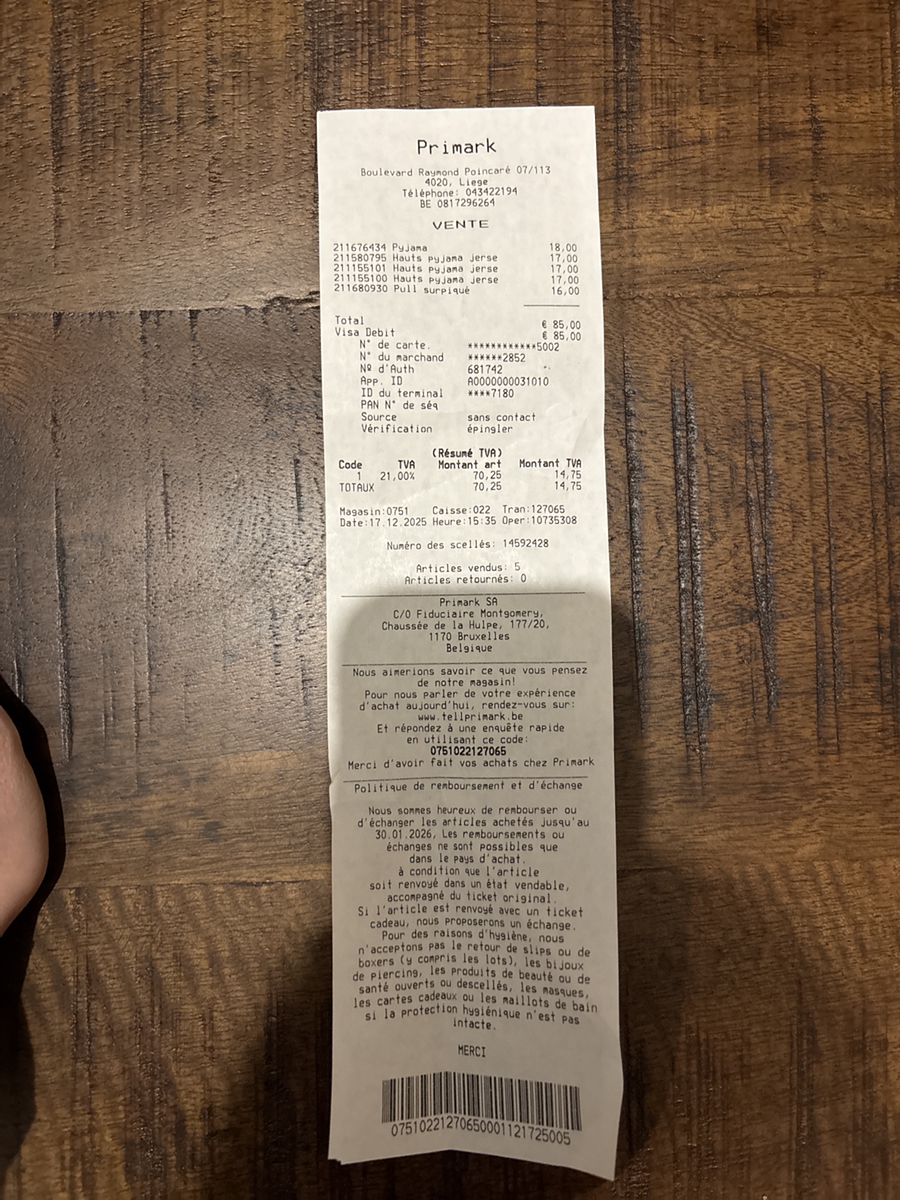 Primark
Boulevard Raymond Poincaré 07/113
4020, Liege
Téléphone: 043422194
BE 0817296264
VENTE
211676434 Pyjama 18,00
211580795 Hauts pyjama jerse 17,00
211155101 Hauts pyjama jerse 17,00
211155100 Hauts pyjama jerse 17,00
211680930 Pull surpiqué 16,00
Total € 85,00
Visa Debit € 85,00
N° de carte. ************5002
N° du marchand ******2852
Nº d'Auth 681742
App. ID A0000000031010
ID du terminal ****7180
PAN N° de séq
Source sans contact
Vérification épingler
(Résumé TVA)
Code TVA Montant art Montant TVA
1 21,00% 70,25 14,75
TOTAUX 70,25 14,75
Magasin:0751 Caisse:022 Tran:127065
Date:17.12.2025 Heure:15:35 Oper:10735308
Numéro des scellés: 14592428
Articles vendus: 5
Articles retournés: 0
Primark SA
C/O Fiduciaire Montgomery,
Chaussée de la Hulpe, 177/20,
1170 Bruxelles
Belgique
Nous aimerions savoir ce que vous pensez
de notre magasin!
Pour nous parler de votre expérience
d'achat aujourd'hui, rendez-vous sur:
www.tellprimark.be
Et répondez à une enquête rapide
en utilisant ce code:
0751022127065
Merci d'avoir fait vos achats chez Primark
Politique de remboursement et d'échange
Nous sommes heureux de rembourser ou
d'échanger les articles achetés jusqu'au
30.01.2026, Les remboursements ou
échanges ne sont possibles que
dans le pays d'achat.
à condition que l'article
soit renvoyé dans un état vendable,
accompagné du ticket original.
Si l'article est renvoyé avec un ticket
cadeau, nous proposerons un échange.
Pour des raisons d'hygiène, nous
n'acceptons pas le retour de slips ou de
boxers (y compris les lots), les bijoux
de piercing, les produits de beauté ou de
santé ouverts ou descellés, les masques,
les cartes cadeaux ou les maillots de bain
si la protection hygiénique n'est pas
intacte.
MERCI
07510221270650001121725005